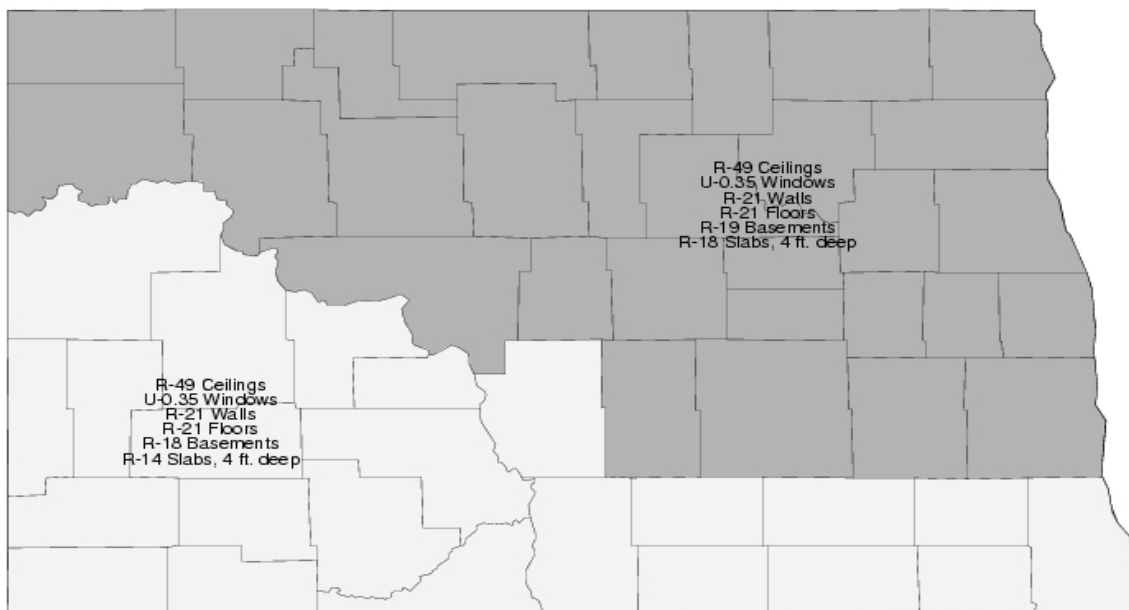 R-49 Ceilings
U-0.35 Windows
R-21 Walls
R-21 Floors
R-19 Basements
R-18 Slabs, 4 ft. deep
R-49 Ceilings
U-0.35 Windows
R-21 Walls
R-21 Floors
R-18 Basements
R-14 Slabs, 4 ft. deep